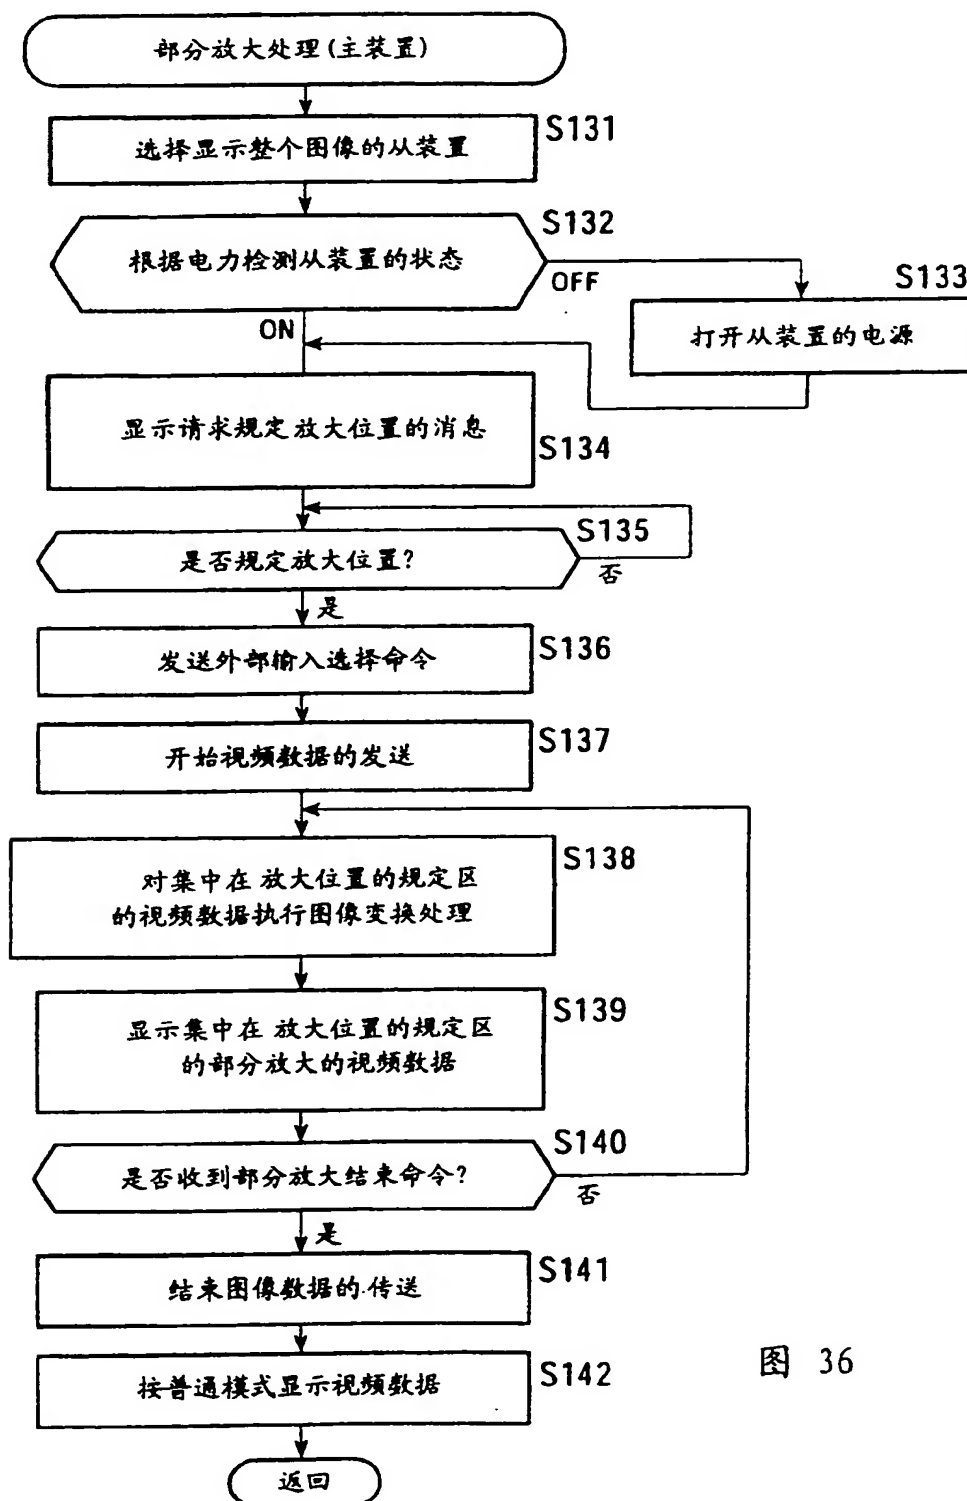 部分放大处理(主装置)
S131
选择显示整个图像的从装置
S132
根据电力检测从装置的状态
OFF
S133
ON
打开从装置的电源
显示请求规定放大位置的消息
S134
S135
是否规定放大位置?
否
是
S136
发送外部输入选择命令
S137
开始视频数据的发送
S138
对集中在放大位置的规定区
的视频数据执行图像变换处理
S139
显示集中在放大位置的规定区
的部分放大的视频数据
S140
是否收到部分放大结束命令?
否
是
S141
结束图像数据的传送
S142
按普通模式显示视频数据
图 36
返回